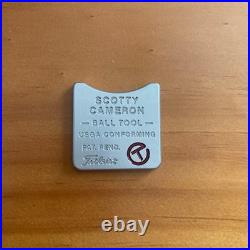 SCOTTY
CAMERON
— BALL TOOL —
USGA CONFORMING
PAT. PEND.
Titleist
T